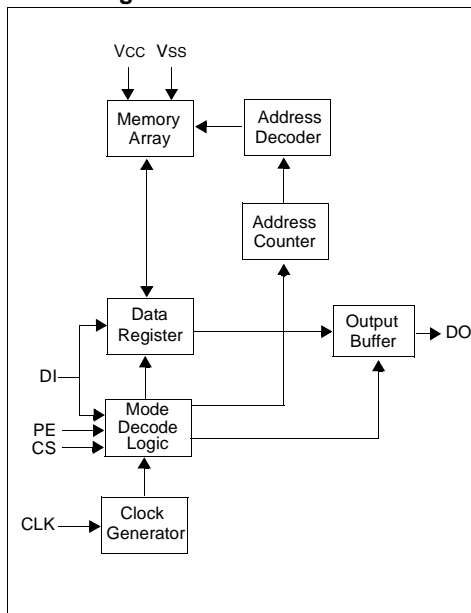 VCC VSS
Memory
Array
Address
Decoder
Address
Counter
Data
Register
Output
Buffer
DO
DI
Mode
Decode
Logic
PE
CS
CLK
Clock
Generator